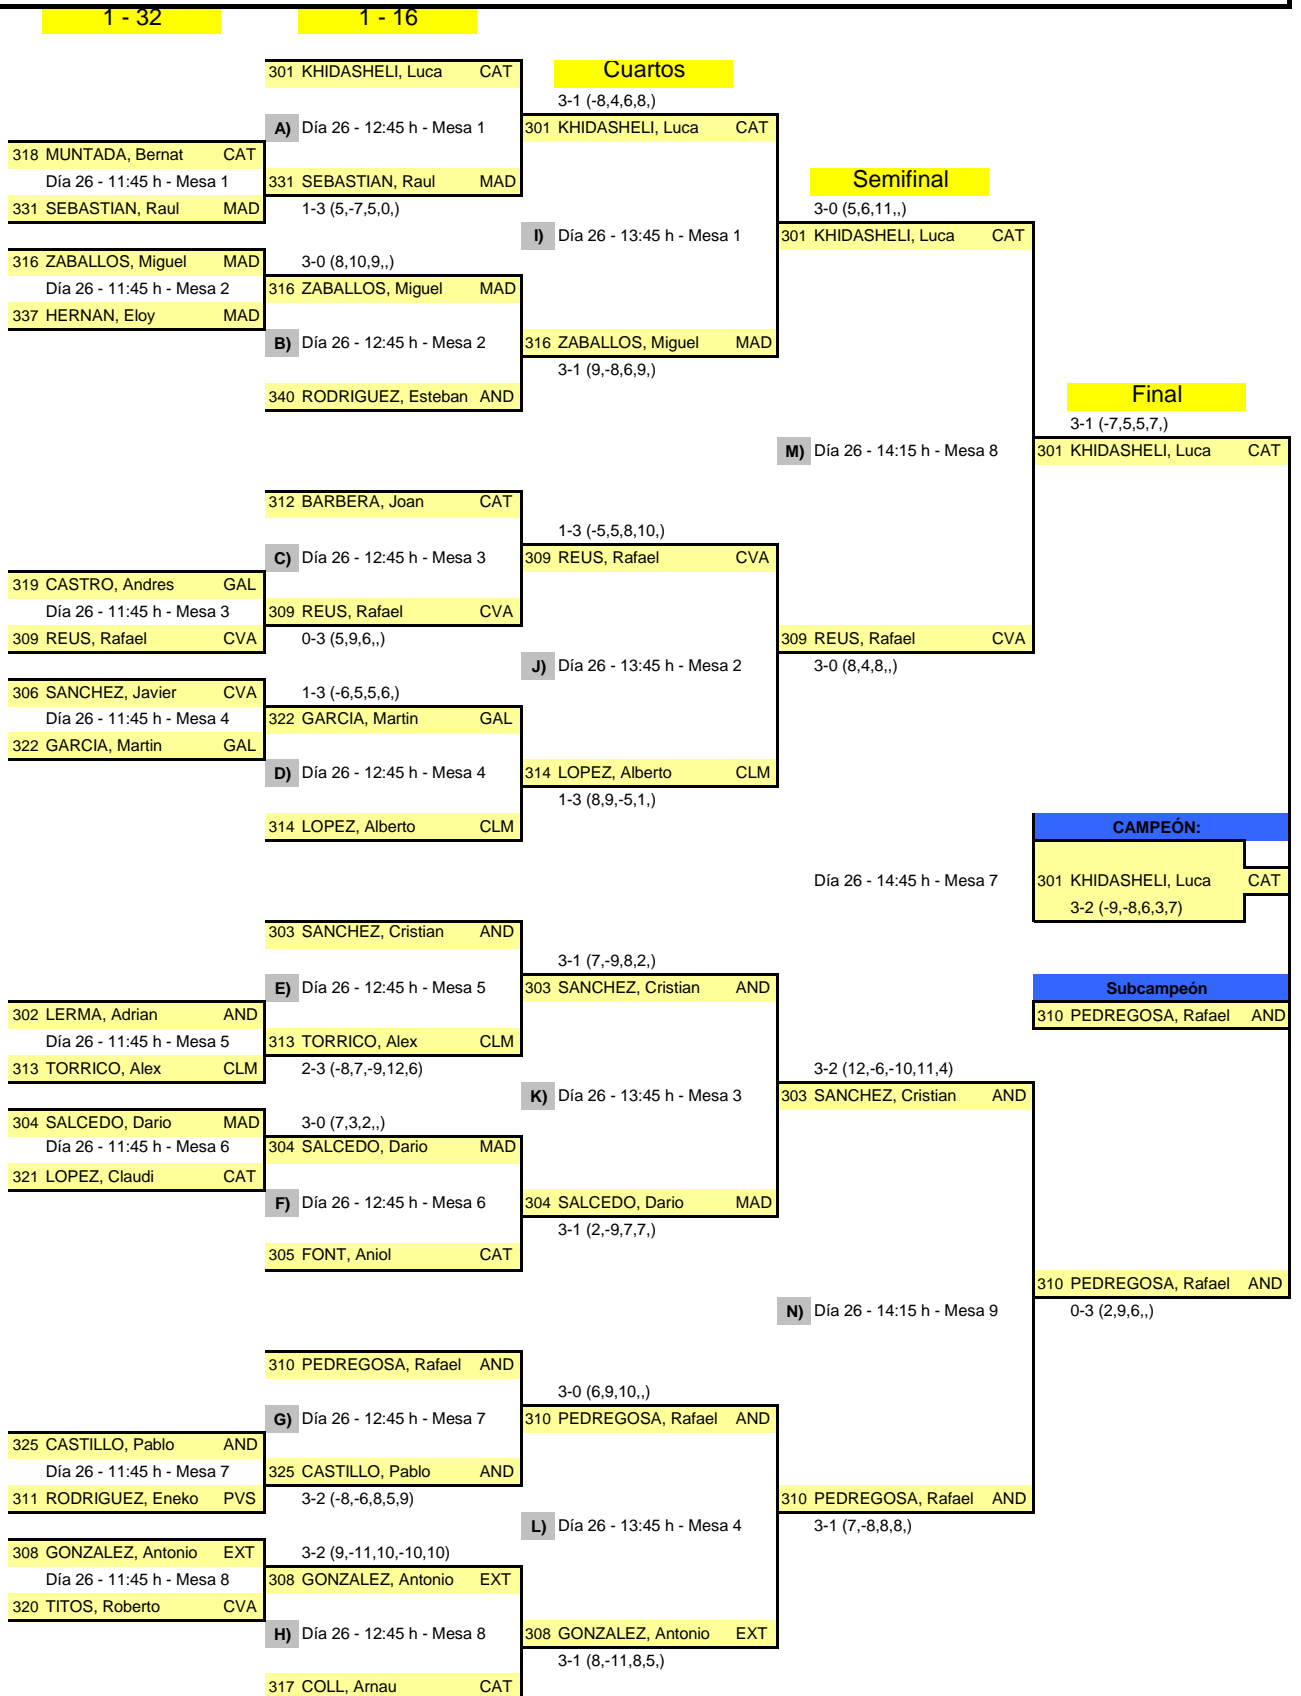 1 - 32 1 - 16
301 KHIDASHELI, Luca CAT Cuartos
3-1 (-8,4,6,8,)
A) Día 26 - 12:45 h - Mesa 1 301 KHIDASHELI, Luca CAT
318 MUNTADA, Bernat CAT
Día 26 - 11:45 h - Mesa 1 331 SEBASTIAN, Raul MAD Semifinal
331 SEBASTIAN, Raul MAD 1-3 (5,-7,5,0,) 3-0 (5,6,11,,)
I) Día 26 - 13:45 h - Mesa 1 301 KHIDASHELI, Luca CAT
316 ZABALLOS, Miguel MAD 3-0 (8,10,9,,)
Día 26 - 11:45 h - Mesa 2 316 ZABALLOS, Miguel MAD
337 HERNAN, Eloy MAD
B) Día 26 - 12:45 h - Mesa 2 316 ZABALLOS, Miguel MAD
3-1 (9,-8,6,9,)
340 RODRIGUEZ, Esteban AND Final
3-1 (-7,5,5,7,)
M) Día 26 - 14:15 h - Mesa 8 301 KHIDASHELI, Luca CAT
312 BARBERA, Joan CAT
1-3 (-5,5,8,10,)
C) Día 26 - 12:45 h - Mesa 3 309 REUS, Rafael CVA
319 CASTRO, Andres GAL
Día 26 - 11:45 h - Mesa 3 309 REUS, Rafael CVA
309 REUS, Rafael CVA 0-3 (5,9,6,,) 309 REUS, Rafael CVA
J) Día 26 - 13:45 h - Mesa 2 3-0 (8,4,8,,)
306 SANCHEZ, Javier CVA 1-3 (-6,5,5,6,)
Día 26 - 11:45 h - Mesa 4 322 GARCIA, Martin GAL
322 GARCIA, Martin GAL
D) Día 26 - 12:45 h - Mesa 4 314 LOPEZ, Alberto CLM
1-3 (8,9,-5,1,)
314 LOPEZ, Alberto CLM CAMPEÓN:
Día 26 - 14:45 h - Mesa 7 301 KHIDASHELI, Luca CAT
3-2 (-9,-8,6,3,7)
303 SANCHEZ, Cristian AND
3-1 (7,-9,8,2,)
E) Día 26 - 12:45 h - Mesa 5 303 SANCHEZ, Cristian AND Subcampeón
302 LERMA, Adrian AND 310 PEDREGOSA, Rafael AND
Día 26 - 11:45 h - Mesa 5 313 TORRICO, Alex CLM
313 TORRICO, Alex CLM 2-3 (-8,7,-9,12,6) 3-2 (12,-6,-10,11,4)
K) Día 26 - 13:45 h - Mesa 3 303 SANCHEZ, Cristian AND
304 SALCEDO, Dario MAD 3-0 (7,3,2,,)
Día 26 - 11:45 h - Mesa 6 304 SALCEDO, Dario MAD
321 LOPEZ, Claudi CAT
F) Día 26 - 12:45 h - Mesa 6 304 SALCEDO, Dario MAD
3-1 (2,-9,7,7,)
305 FONT, Aniol CAT
310 PEDREGOSA, Rafael AND
N) Día 26 - 14:15 h - Mesa 9 0-3 (2,9,6,,)
310 PEDREGOSA, Rafael AND
3-0 (6,9,10,,)
G) Día 26 - 12:45 h - Mesa 7 310 PEDREGOSA, Rafael AND
325 CASTILLO, Pablo AND
Día 26 - 11:45 h - Mesa 7 325 CASTILLO, Pablo AND
311 RODRIGUEZ, Eneko PVS 3-2 (-8,-6,8,5,9) 310 PEDREGOSA, Rafael AND
L) Día 26 - 13:45 h - Mesa 4 3-1 (7,-8,8,8,)
308 GONZALEZ, Antonio EXT 3-2 (9,-11,10,-10,10)
Día 26 - 11:45 h - Mesa 8 308 GONZALEZ, Antonio EXT
320 TITOS, Roberto CVA
H) Día 26 - 12:45 h - Mesa 8 308 GONZALEZ, Antonio EXT
3-1 (8,-11,8,5,)
317 COLL, Arnau CAT